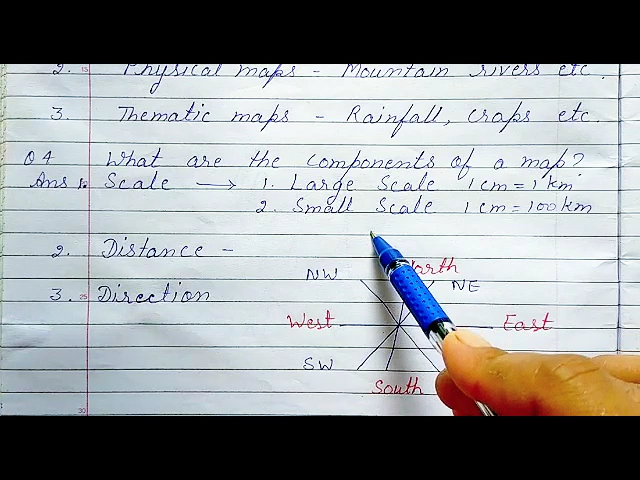 2. Physical maps - Mountain rivers etc.
3. Thematic maps - Rainfall, craps etc.
Q4 What are the components of a map?
Ans 1. Scale → 1. Large Scale 1cm = 1km
2. Small Scale 1cm = 100km
2. Distance -
NW North NE
3. Direction
West East
SW
South